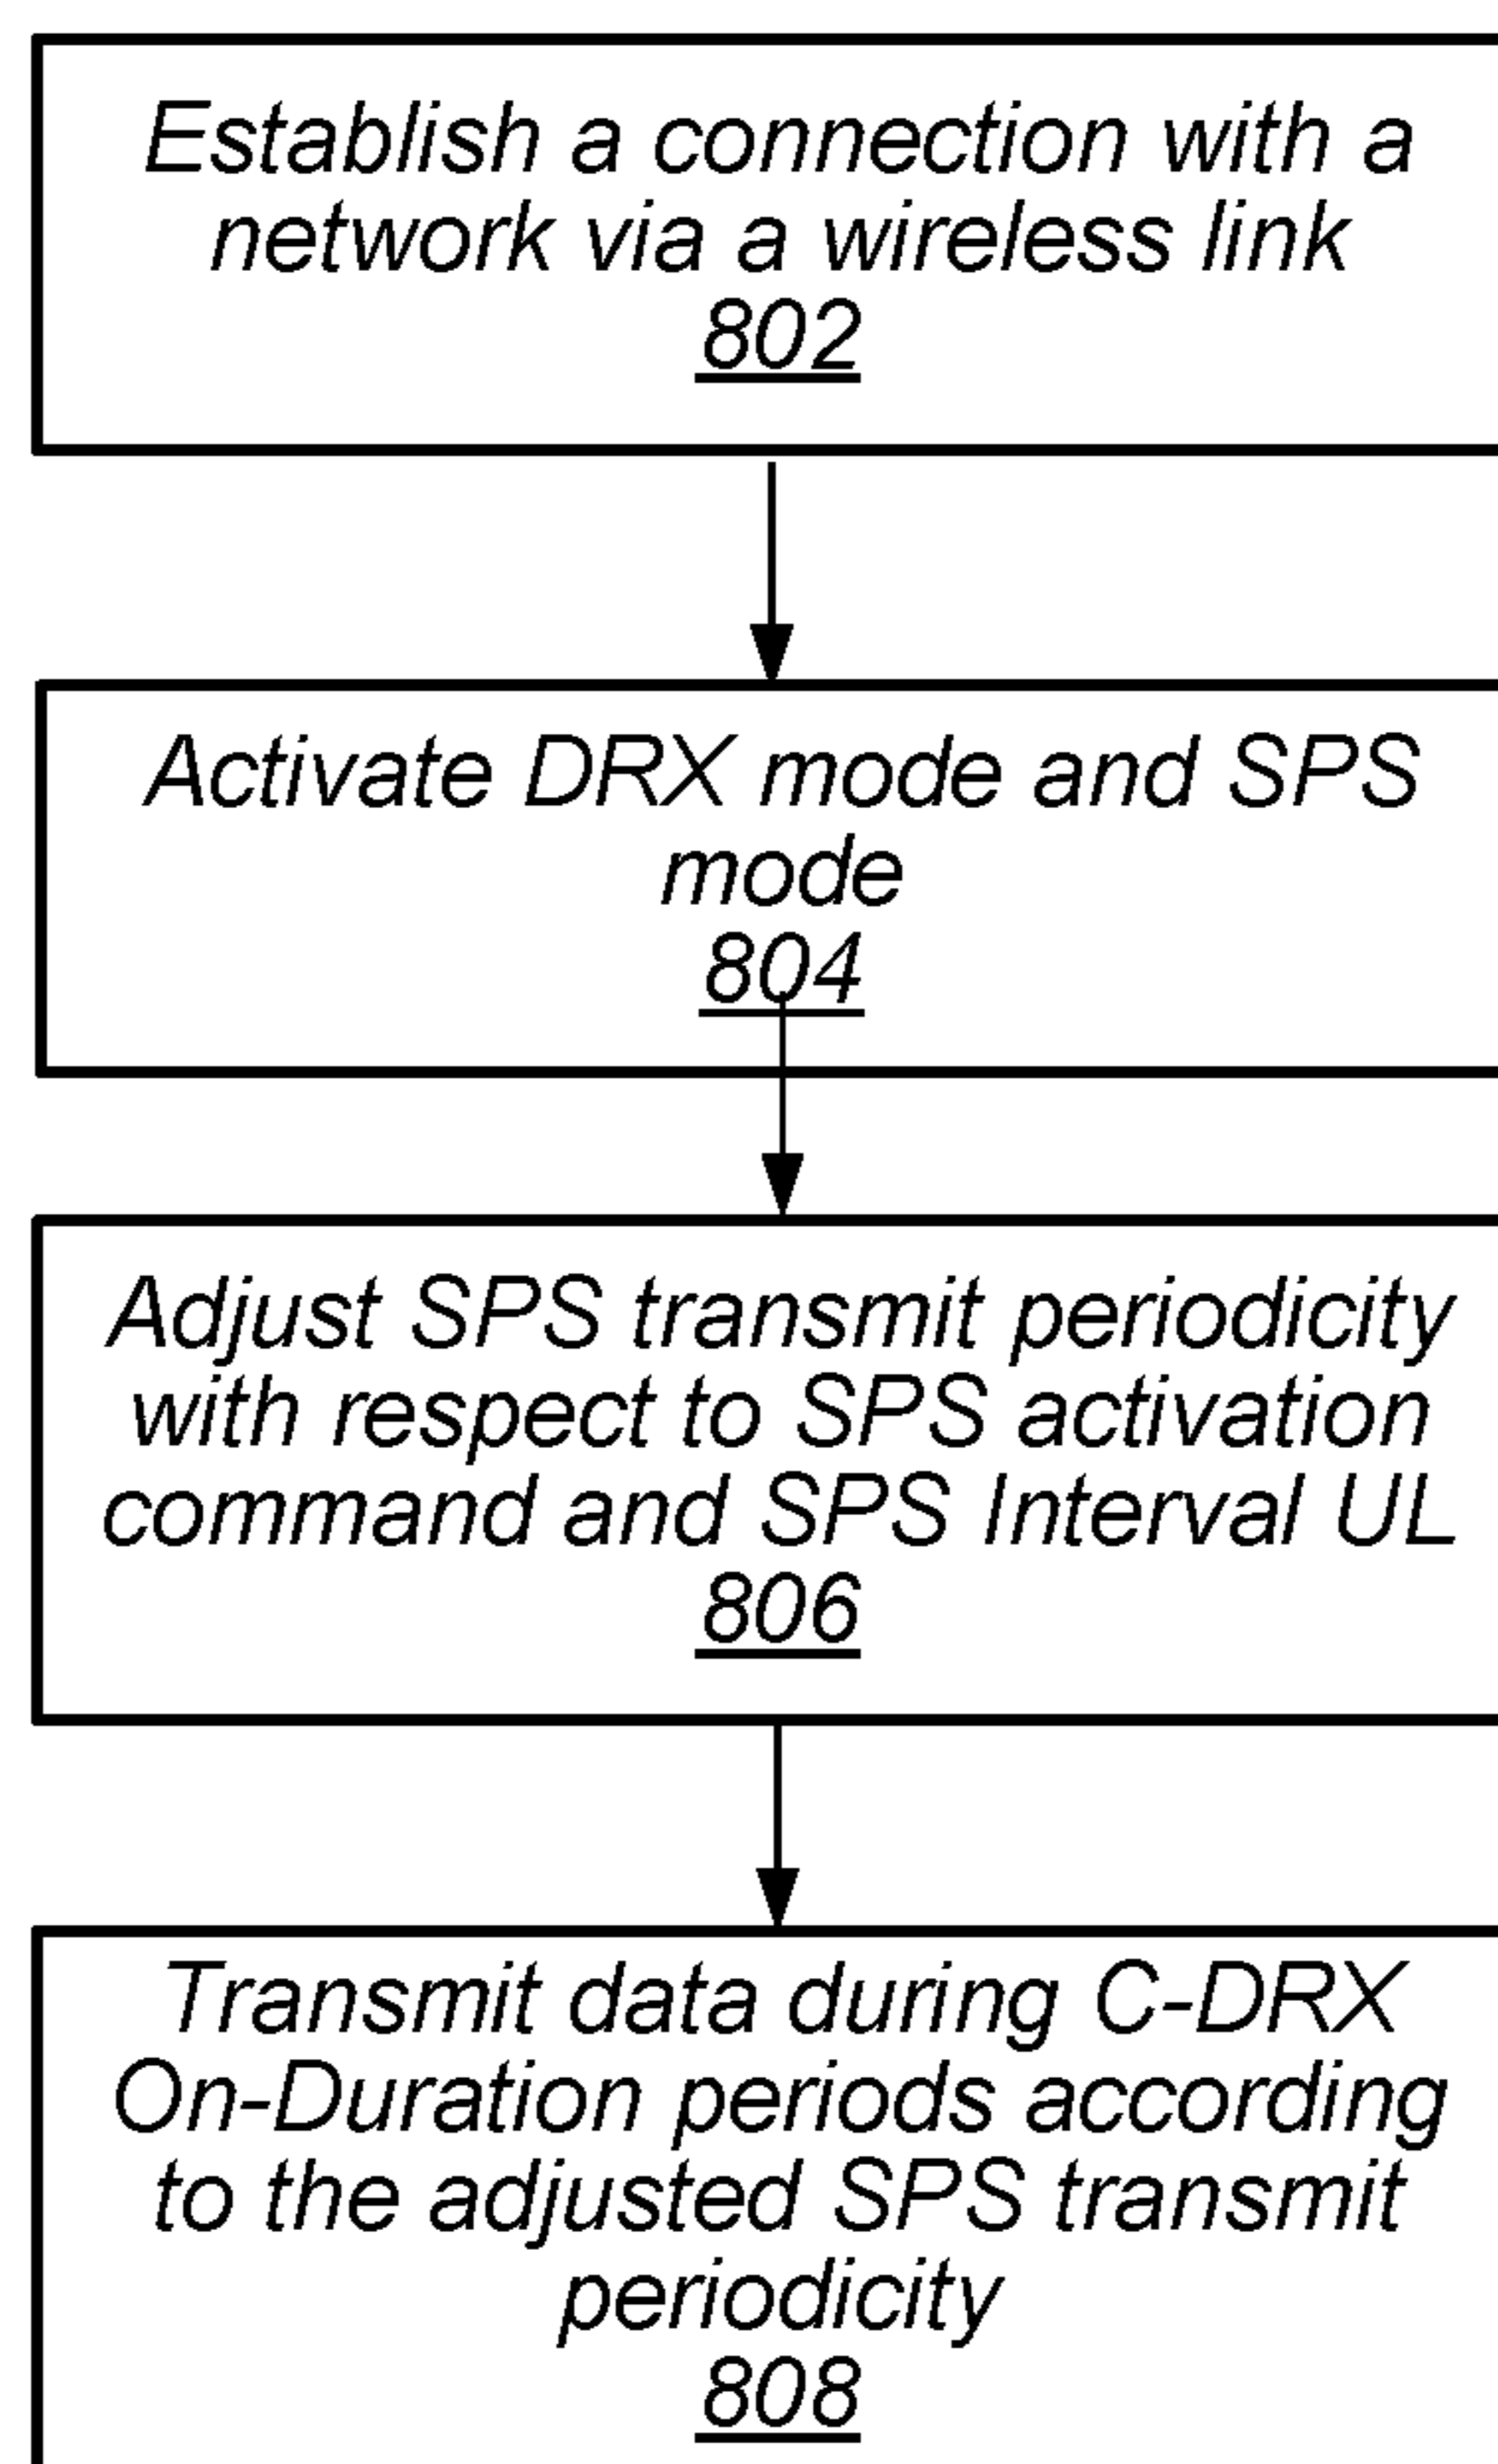 Establish a connection with a
network via a wireless link
802
Activate DRX mode and SPS
mode
804
Adjust SPS transmit periodicity
with respect to SPS activation
command and SPS Interval UL
806
Transmit data during C-DRX
On-Duration periods according
to the adjusted SPS transmit
periodicity
808